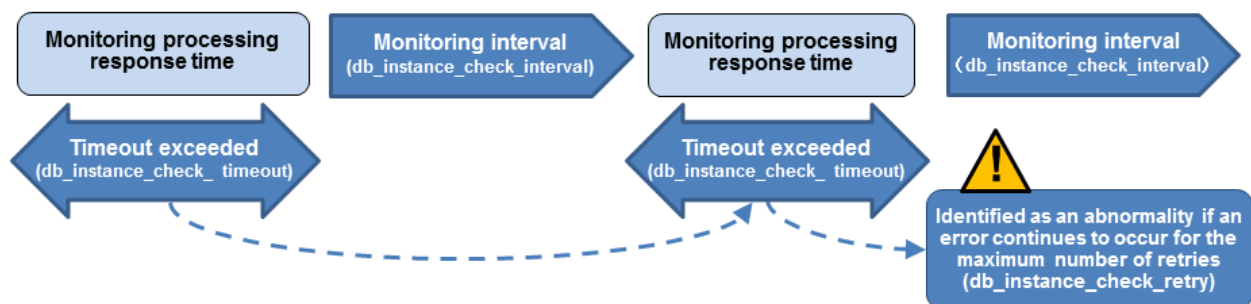 Monitoring processing
response time
Monitoring interval
(db_instance_check_interval)
Monitoring processing
response time
Monitoring interval
（db_instance_check_interval）
Timeout exceeded
(db_instance_check_ timeout)
Timeout exceeded
(db_instance_check_ timeout)
Identified as an abnormality if an
error continues to occur for the
maximum number of retries
(db_instance_check_retry)